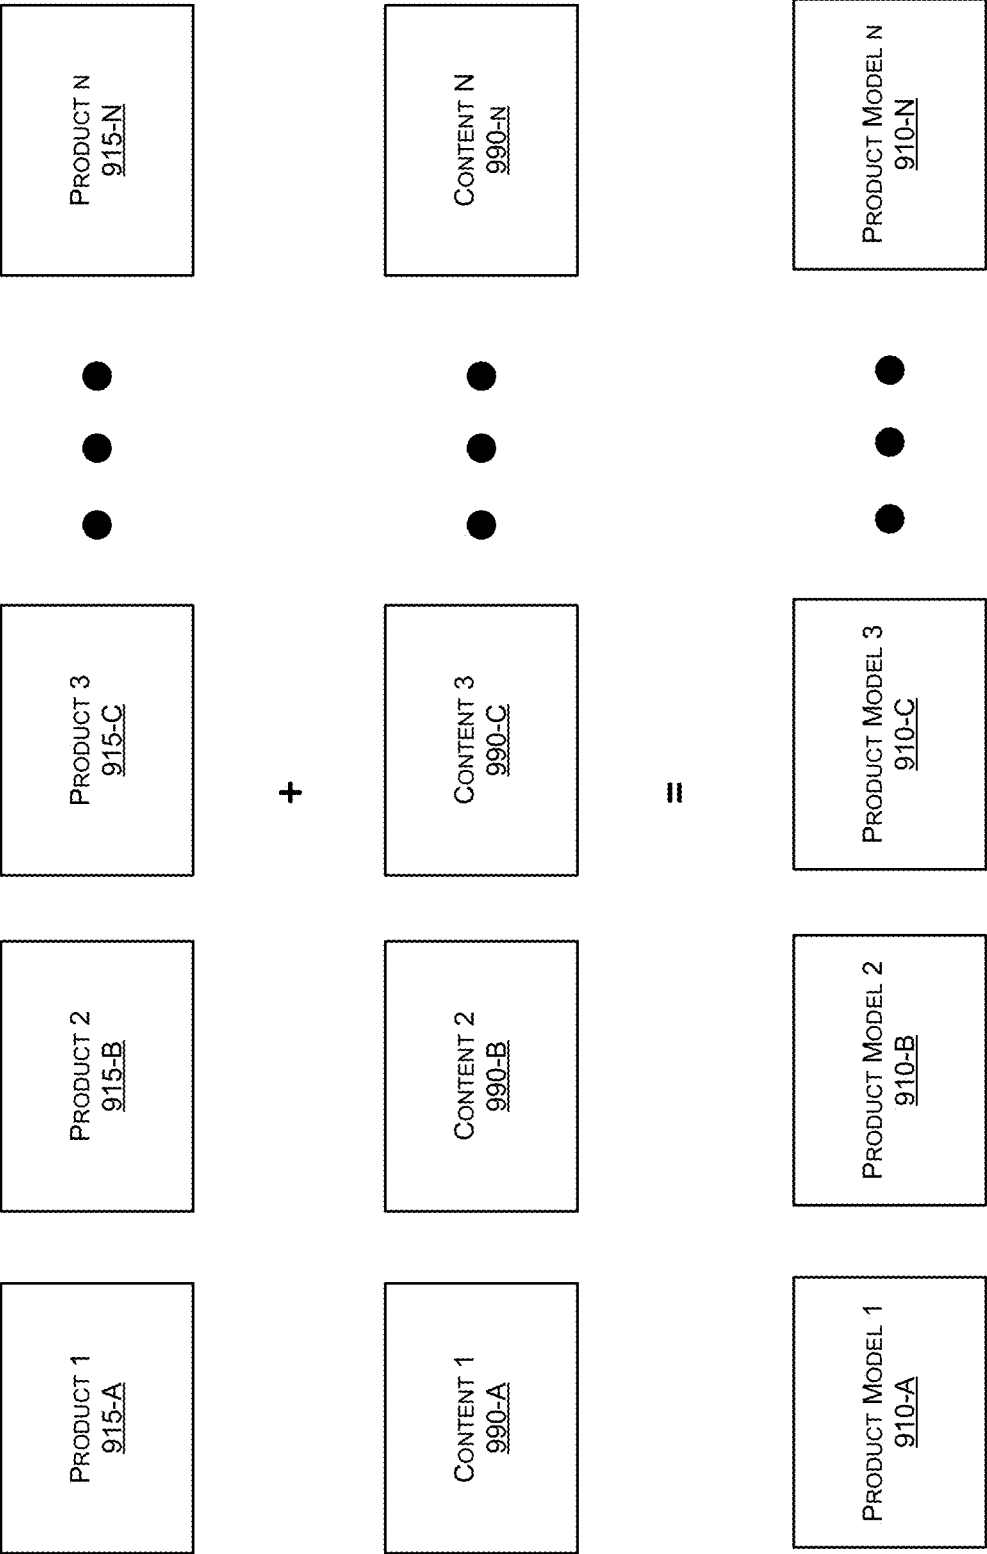 PRODUCT 1
915-A
PRODUCT 2
915-B
PRODUCT 3
915-C
PRODUCT N
915-N
+
CONTENT 1
990-A
CONTENT 2
990-B
CONTENT 3
990-C
CONTENT N
990-N
=
PRODUCT MODEL 1
910-A
PRODUCT MODEL 2
910-B
PRODUCT MODEL 3
910-C
PRODUCT MODEL N
910-N